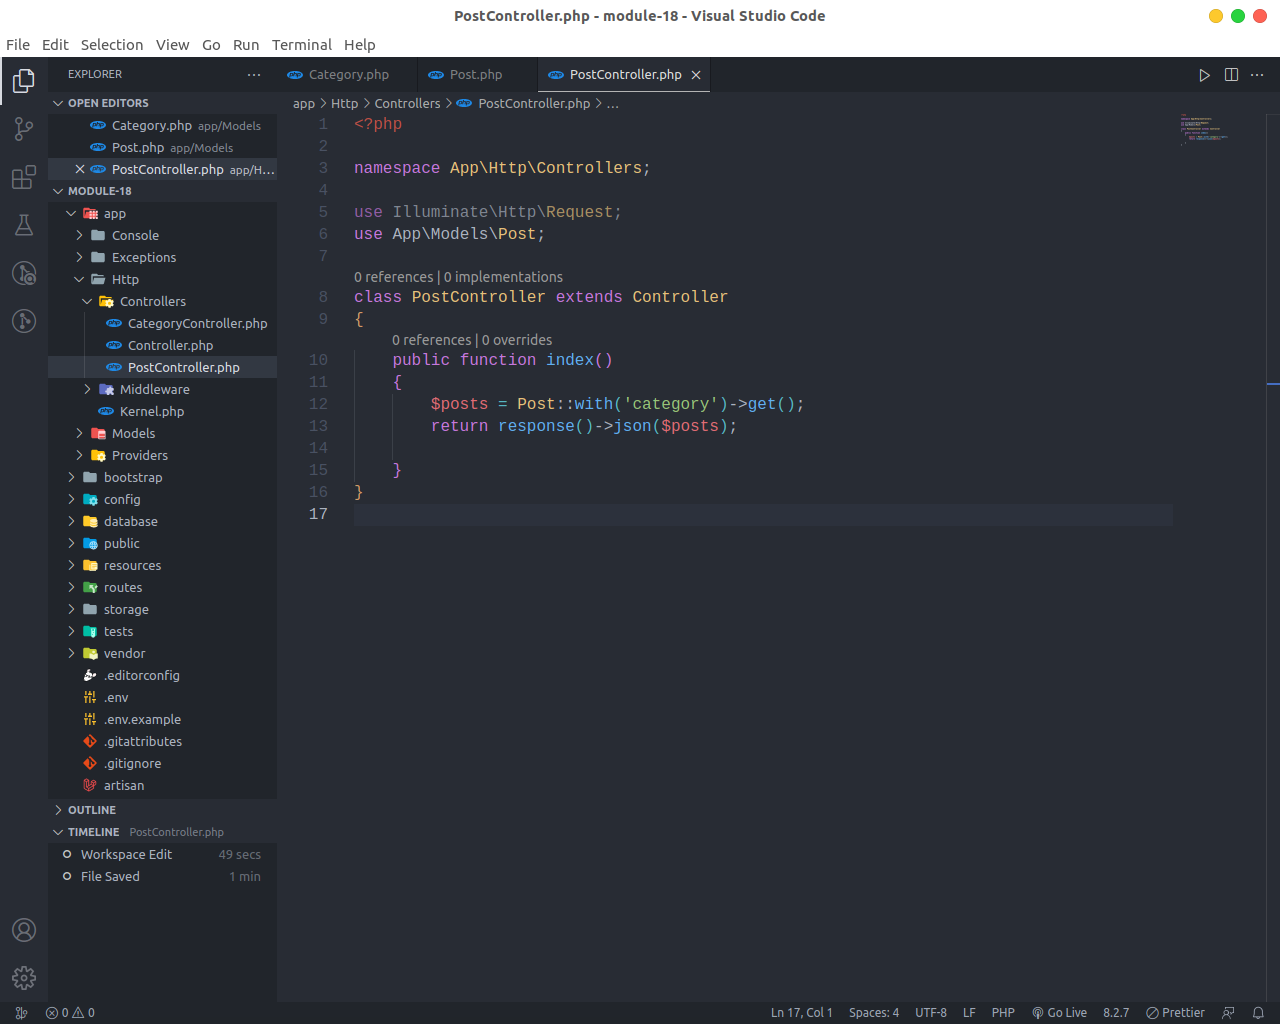 PostController.php - module-18 - Visual Studio Code
File Edit Selection View Go Run Terminal Help
EXPLORER
Category.php
Post.php
PostController.php
OPEN EDITORS
Category.php app/Models
Post.php app/Models
PostController.php app/H...
MODULE-18
app
Console
Exceptions
Http
Controllers
CategoryController.php
Controller.php
PostController.php
Middleware
Kernel.php
Models
Providers
bootstrap
config
database
public
resources
routes
storage
tests
vendor
.editorconfig
.env
.env.example
.gitattributes
.gitignore
artisan
OUTLINE
TIMELINE PostController.php
Workspace Edit 49 secs
File Saved 1 min
app > Http > Controllers > PostController.php > ...
1 <?php
2
3 namespace App\Http\Controllers;
4
5 use Illuminate\Http\Request;
6 use App\Models\Post;
7
0 references | 0 implementations
8 class PostController extends Controller
9 {
0 references | 0 overrides
10 public function index()
11 {
12 $posts = Post::with('category')->get();
13 return response()->json($posts);
14
15 }
16 }
17
0 0
Ln 17, Col 1 Spaces: 4 UTF-8 LF PHP Go Live 8.2.7 Prettier